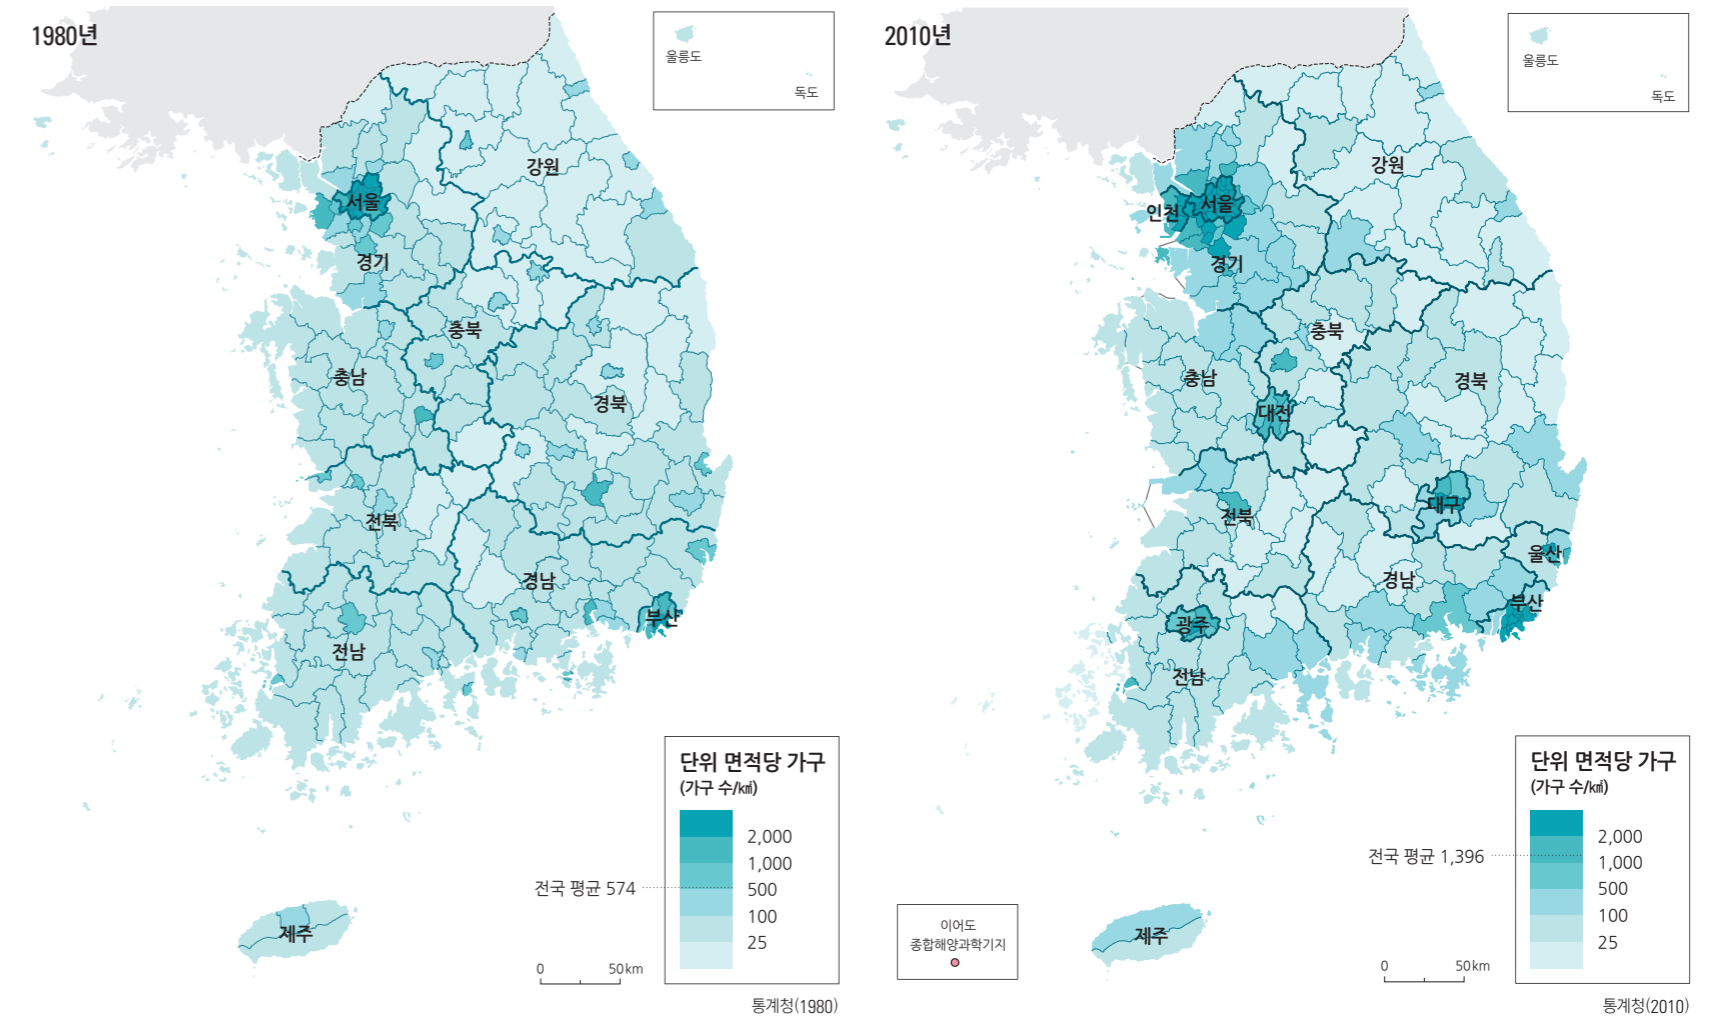 1980년
울릉도
독도
강원
서울
경기
충북
충남
경북
전북
경남
부산
전남
제주
단위 면적당 가구
(가구 수/㎢)
2,000
1,000
500
100
25
전국 평균 574
0 50km
통계청(1980)
2010년
울릉도
독도
강원
인천
서울
경기
충북
충남
경북
대전
대구
전북
울산
경남
부산
광주
전남
제주
단위 면적당 가구
(가구 수/㎢)
2,000
1,000
500
100
25
전국 평균 1,396
이어도
종합해양과학기지
0 50km
통계청(2010)